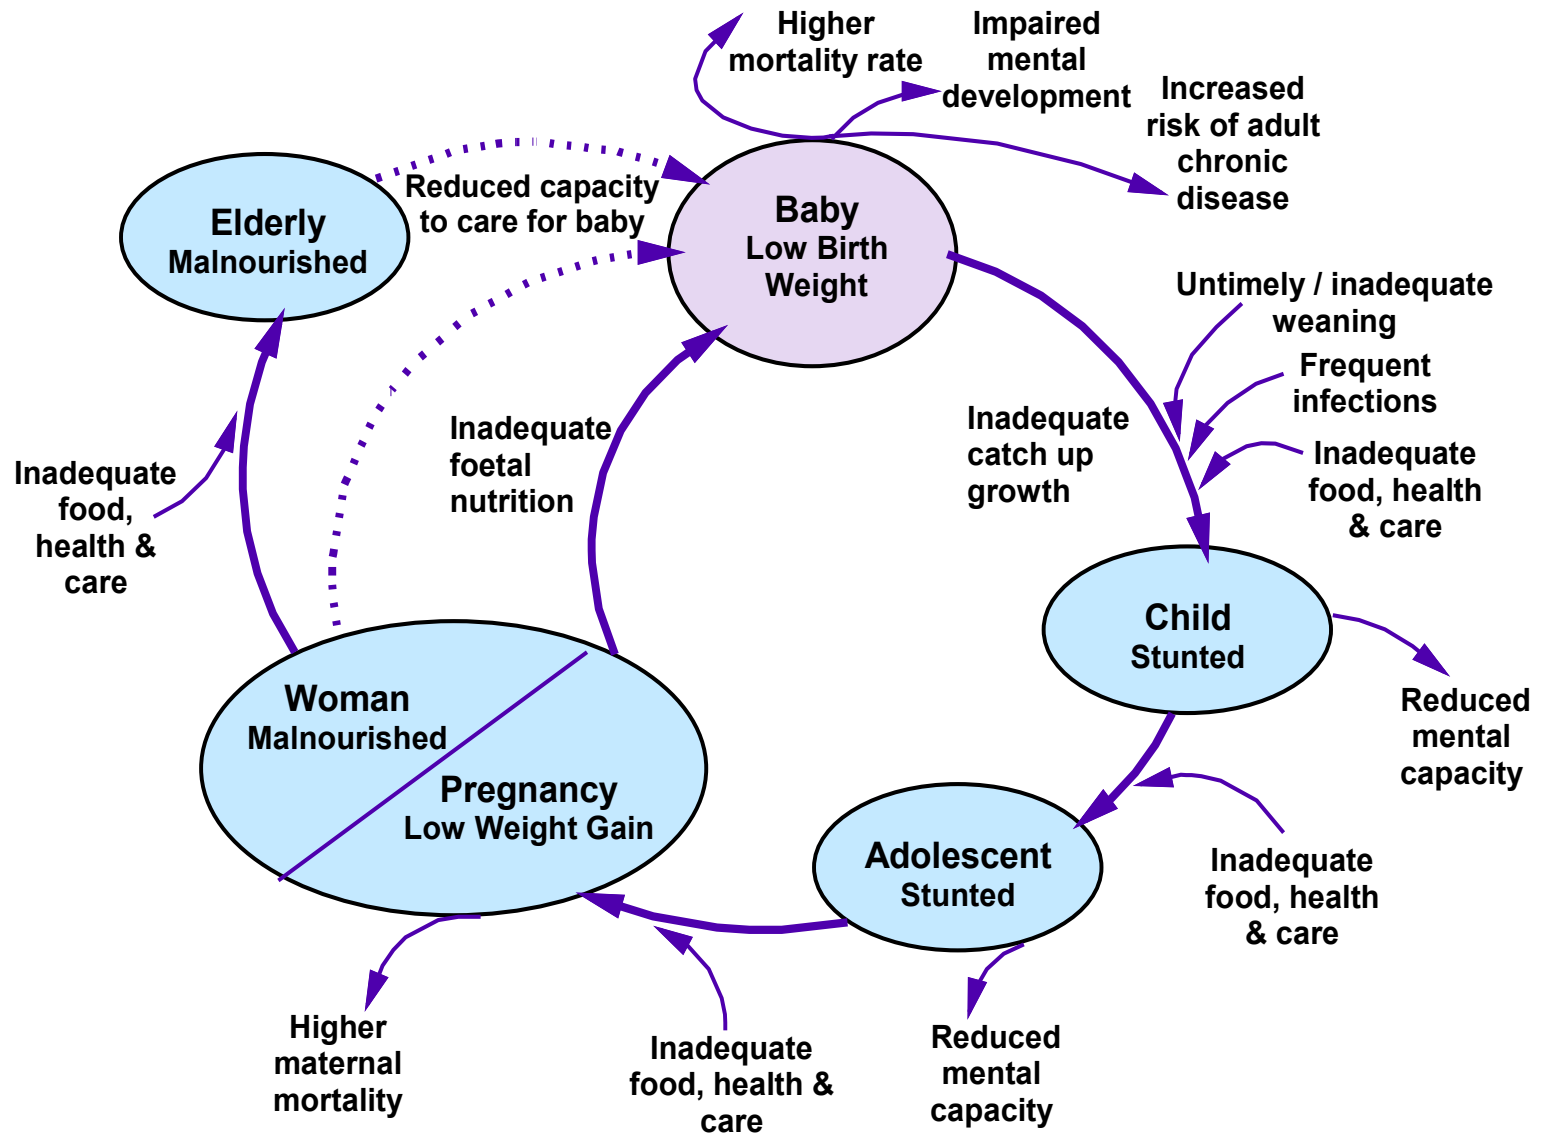 Higher
mortality rate
Impaired
mental
development
Increased
risk of adult
chronic
disease
Elderly
Malnourished
Reduced capacity
to care for baby
Baby
Low Birth
Weight
Untimely / inadequate
weaning
Frequent
infections
Inadequate
food, health
& care
Inadequate
catch up
growth
Inadequate
foetal
nutrition
Inadequate
food,
health &
care
Child
Stunted
Reduced
mental
capacity
Woman
Malnourished
Pregnancy
Low Weight Gain
Adolescent
Stunted
Inadequate
food, health
& care
Higher
maternal
mortality
Inadequate
food, health &
care
Reduced
mental
capacity